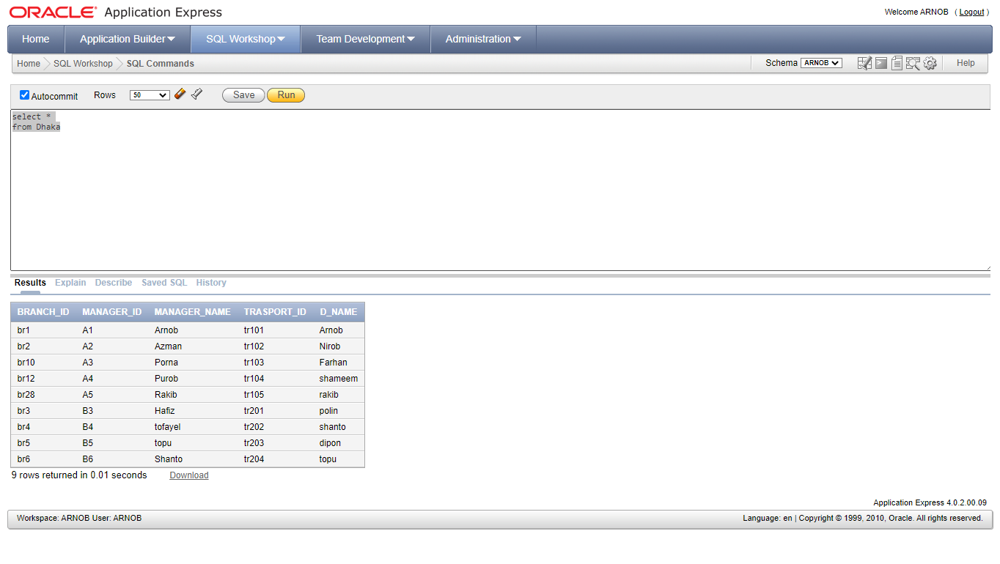 ORACLE Application Express Welcome ARNOB ( Logout )
Home Application Builder SQL Workshop Team Development Administration
Home SQL Workshop SQL Commands Schema ARNOB Help
Autocommit Rows 50 Save Run
select *
from Dhaka
Results Explain Describe Saved SQL History
BRANCH_ID MANAGER_ID MANAGER_NAME TRASPORT_ID D_NAME
br1 A1 Arnob tr101 Arnob
br2 A2 Azman tr102 Nirob
br10 A3 Porna tr103 Farhan
br12 A4 Purob tr104 shameem
br28 A5 Rakib tr105 rakib
br3 B3 Hafiz tr201 polin
br4 B4 tofayel tr202 shanto
br5 B5 topu tr203 dipon
br6 B6 Shanto tr204 topu
9 rows returned in 0.01 seconds Download
Application Express 4.0.2.00.09
Workspace: ARNOB User: ARNOB Language: en | Copyright © 1999, 2010, Oracle. All rights reserved.